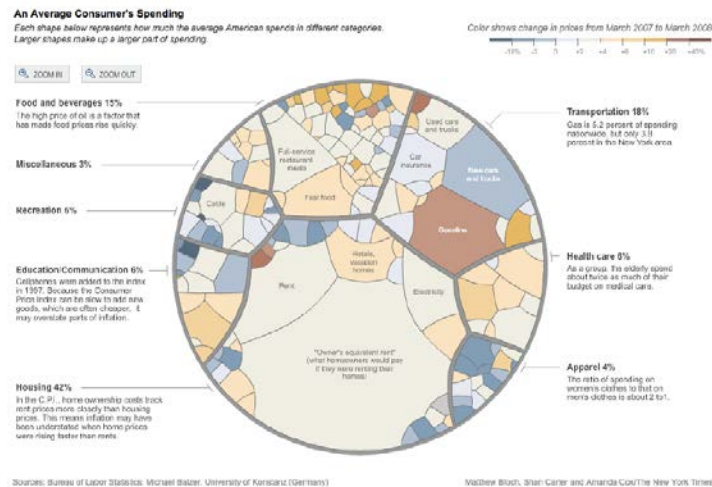 An Average Consumer's Spending
Each shape below represents how much the average American spends in different categories.
Larger shapes make up a larger part of spending.
Color shows change in prices from March 2007 to March 2008
ZOOM IN
ZOOM OUT
Food and beverages 15%
The high price of oil is a factor that
has made food prices rise quickly.
Miscellaneous 3%
Recreation 6%
Education/Communication 6%
Cellphones were added to the index
in 1997. Because the Consumer
Price Index can be slow to add new
goods, which are often cheaper, it
may overstate parts of inflation.
Housing 42%
In the C.P.I., home ownership costs track
rent prices more closely than housing
prices. This means inflation may have
been understated when home prices
were rising faster than rents.
Full-service
restaurant
meals
Fast food
Used cars
and trucks
Car
insurance
New cars
and trucks
Gasoline
Cable
Rent
Hotels,
vacation
homes
Electricity
"Owner's equivalent rent"
(what homeowners would pay
if they were renting their
homes)
Transportation 18%
Gas is 5.2 percent of spending
nationwide, but only 3.8
percent in the New York area.
Health care 6%
As a group, the elderly spend
about twice as much of their
budget on medical care.
Apparel 4%
The ratio of spending on
women's clothes to that on
men's clothes is about 2 to 1.
Sources: Bureau of Labor Statistics; Michael Balzer, University of Konstanz (Germany)
Matthew Bloch, Shan Carter and Amanda Cox/The New York Times